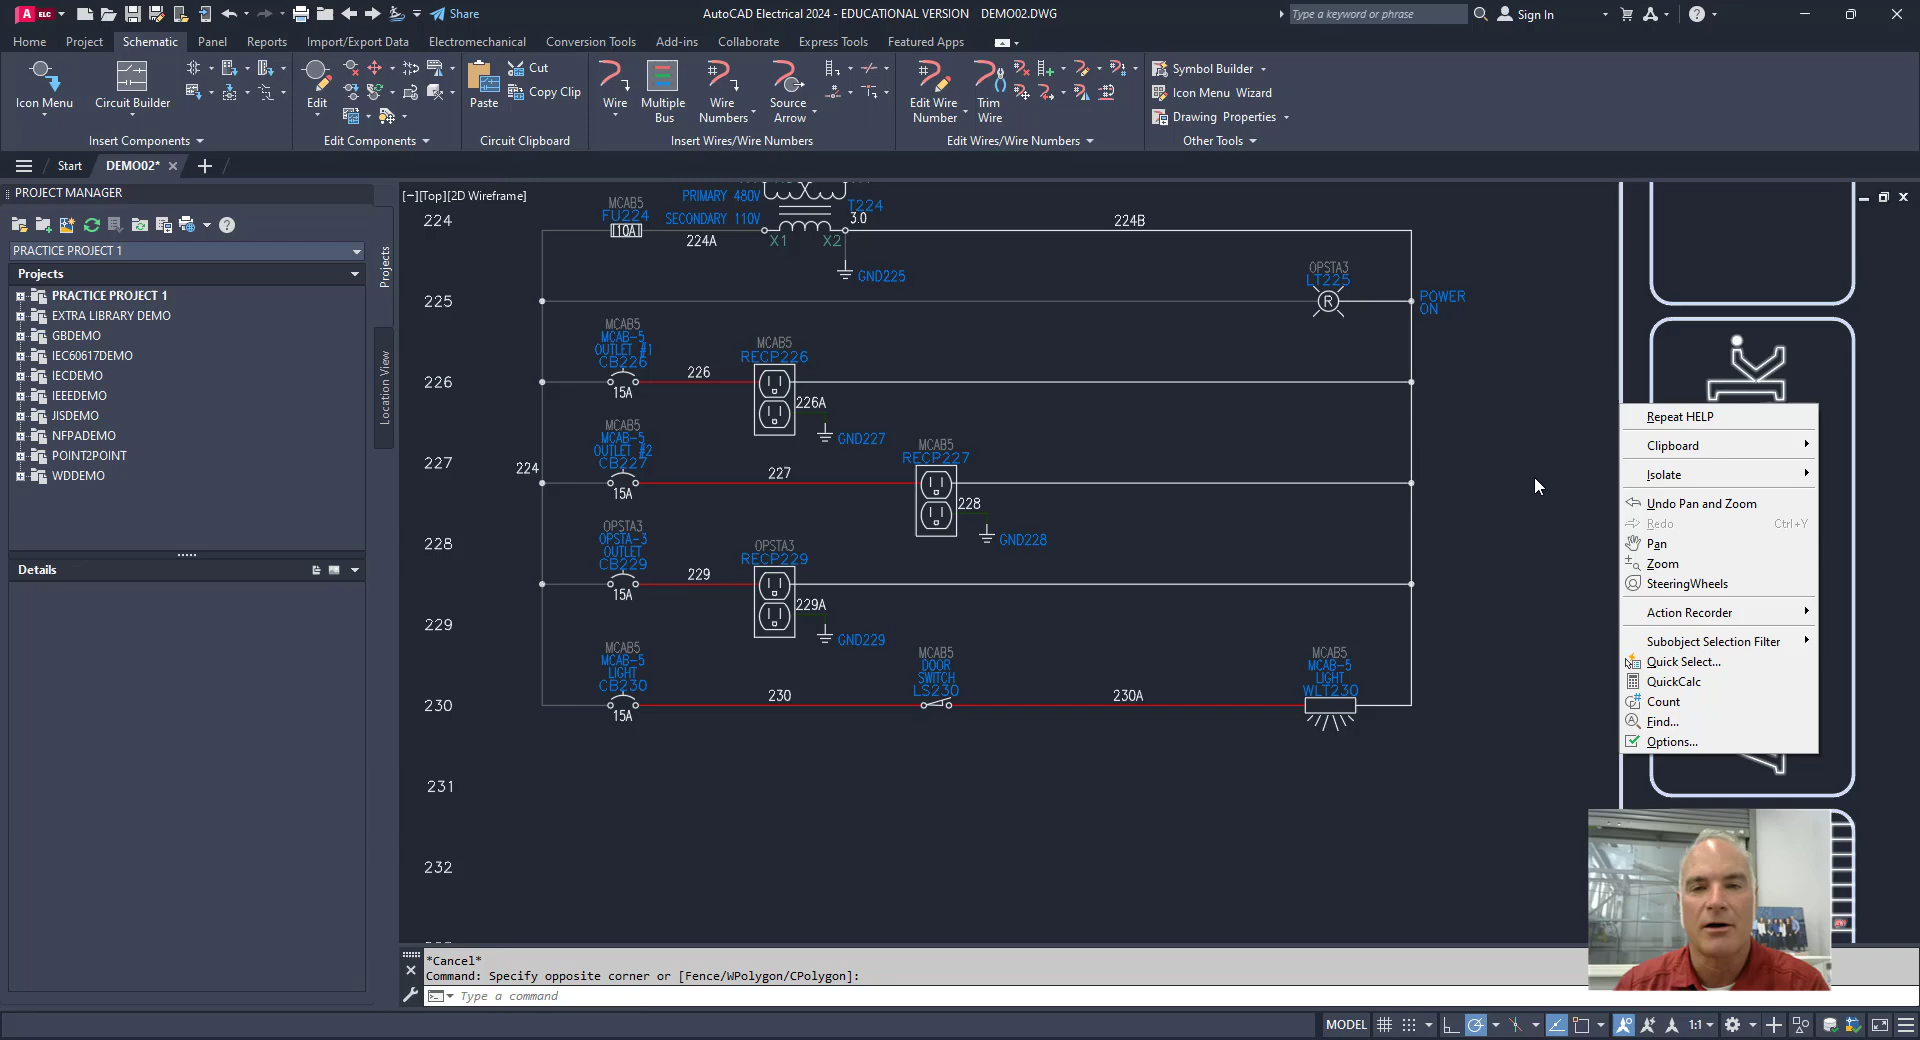 A ELC
Share
AutoCAD Electrical 2024 - EDUCATIONAL VERSION DEMO02.DWG
Type a keyword or phrase
Sign In
Home Project Schematic Panel Reports Import/Export Data Electromechanical Conversion Tools Add-ins Collaborate Express Tools Featured Apps
Icon Menu
Circuit Builder
Insert Components
Edit
Edit Components
Paste
Cut
Copy Clip
Circuit Clipboard
Wire
Multiple Bus
Wire Numbers
Source Arrow
Insert Wires/Wire Numbers
Edit Wire Number
Trim Wire
Edit Wires/Wire Numbers
Symbol Builder
Icon Menu Wizard
Drawing Properties
Other Tools
Start
DEMO02*
PROJECT MANAGER
PRACTICE PROJECT 1
Projects
PRACTICE PROJECT 1
EXTRA LIBRARY DEMO
GBDEMO
IEC60617DEMO
IECDEMO
IEEEDEMO
JISDEMO
NFPADEMO
POINT2POINT
WDDEMO
Details
Projects
Location View
[−][Top][2D Wireframe]
224
MCAB5
FU224
10A
PRIMARY 480V
SECONDARY 110V
T224
3.0
224A
X1 X2
224B
GND225
225
OPSTA3
LT225
R
POWER
ON
MCAB5
MCAB-5
OUTLET #1
CB226
226
15A
226
MCAB5
RECP226
226A
GND227
MCAB5
MCAB-5
OUTLET #2
CB227
227
224
15A
227
MCAB5
RECP227
228
GND228
228
OPSTA3
OPSTA-3
OUTLET
CB229
15A
229
OPSTA3
RECP229
229A
GND229
229
MCAB5
MCAB-5
LIGHT
CB230
230
15A
230
MCAB5
DOOR
SWITCH
LS230
230A
MCAB5
MCAB-5
LIGHT
WLT230
231
232
Repeat HELP
Clipboard
Isolate
Undo Pan and Zoom
Redo Ctrl+Y
Pan
Zoom
SteeringWheels
Action Recorder
Subobject Selection Filter
Quick Select...
QuickCalc
Count
Find...
Options...
*Cancel*
Command: Specify opposite corner or [Fence/WPolygon/CPolygon]:
Type a command
MODEL
1:1